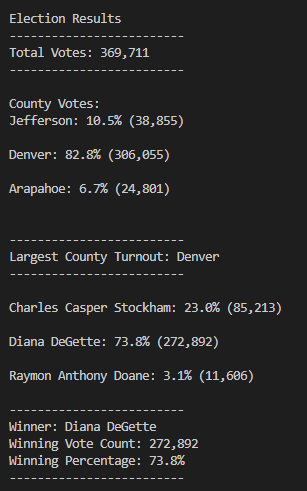 Election Results
-------------------------
Total Votes: 369,711
-------------------------
County Votes:
Jefferson: 10.5% (38,855)
Denver: 82.8% (306,055)
Arapahoe: 6.7% (24,801)
-------------------------
Largest County Turnout: Denver
-------------------------
Charles Casper Stockham: 23.0% (85,213)
Diana DeGette: 73.8% (272,892)
Raymon Anthony Doane: 3.1% (11,606)
-------------------------
Winner: Diana DeGette
Winning Vote Count: 272,892
Winning Percentage: 73.8%
-------------------------